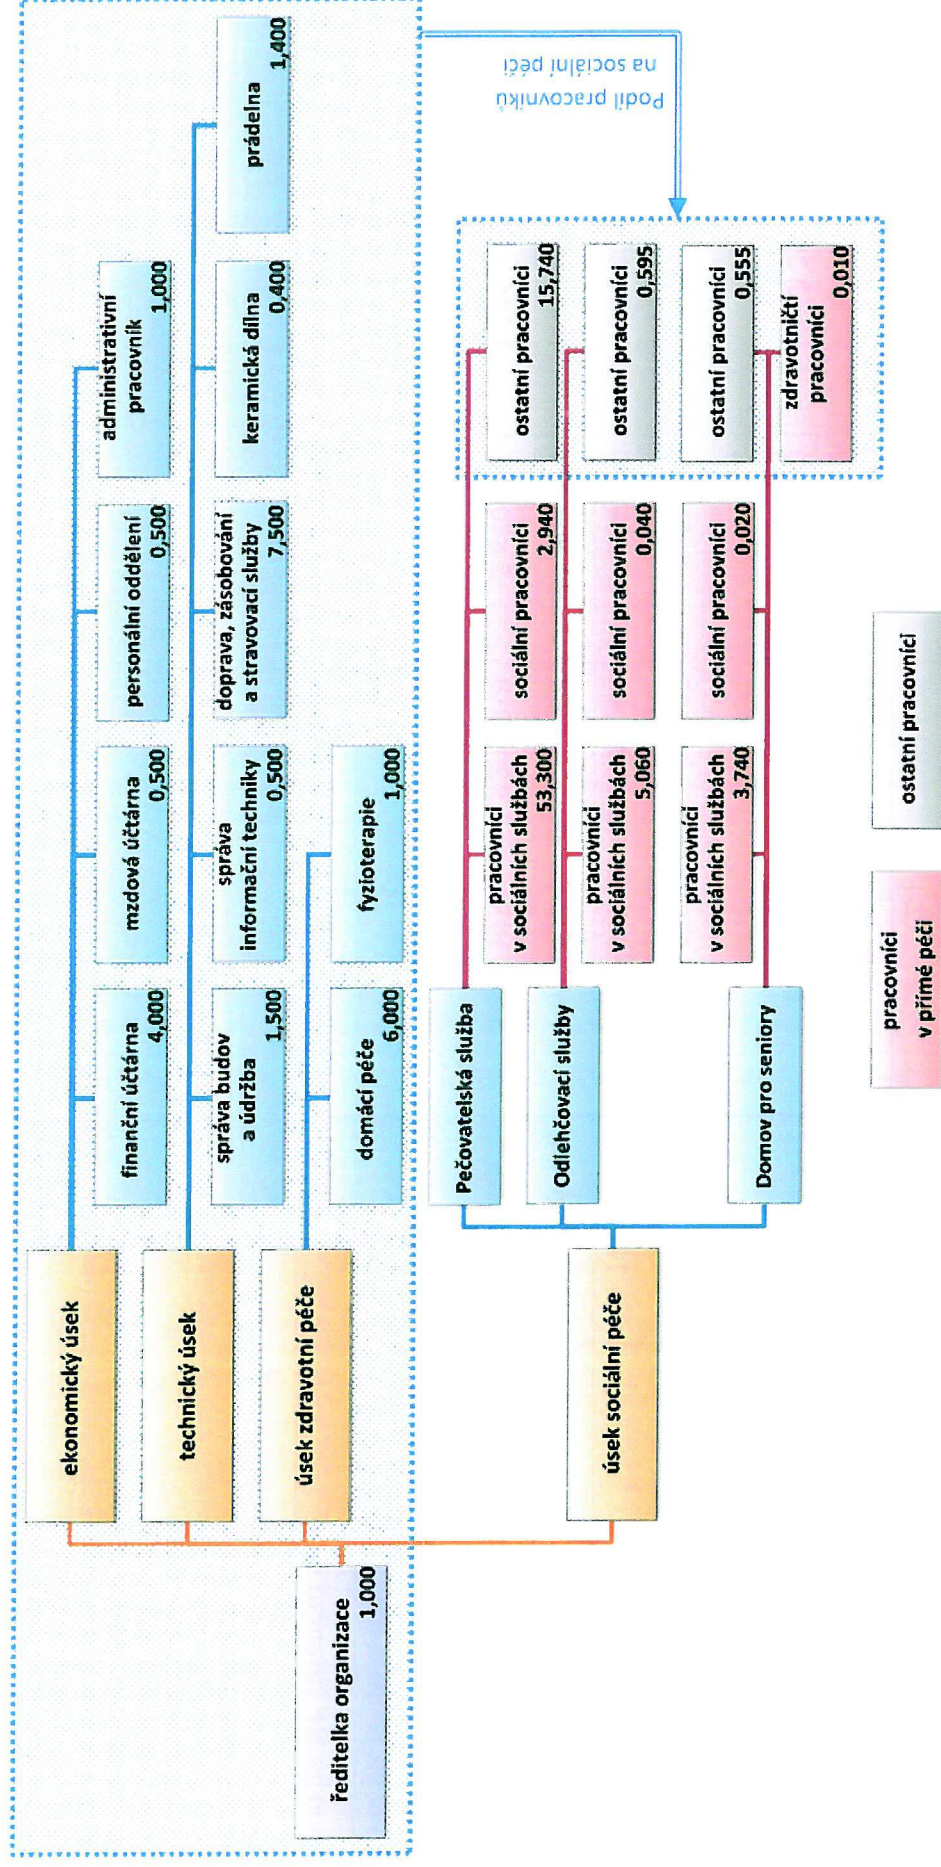 ředitelka organizace
1,000
ekonomický úsek
finanční účtárna
4,000
mzdová účtárna
0,500
personální oddělení
0,500
administrativní
pracovník
1,000
technický úsek
správa budov
a údržba
1,500
správa
informační techniky
0,500
doprava, zásobování
a stravovací služby
7,500
keramická dílna
0,400
prádelna
1,400
úsek zdravotní péče
domácí péče
6,000
fyzioterapie
1,000
Podíl pracovníků
na sociální péči
úsek sociální péče
Pečovatelská služba
pracovníci
v sociálních službách
53,300
sociální pracovníci
2,940
ostatní pracovníci
15,740
Odlehčovací služby
pracovníci
v sociálních službách
5,060
sociální pracovníci
0,040
ostatní pracovníci
0,595
Domov pro seniory
pracovníci
v sociálních službách
3,740
sociální pracovníci
0,020
ostatní pracovníci
0,555
zdravotničtí
pracovníci
0,010
pracovníci
v přímé péči
ostatní pracovníci